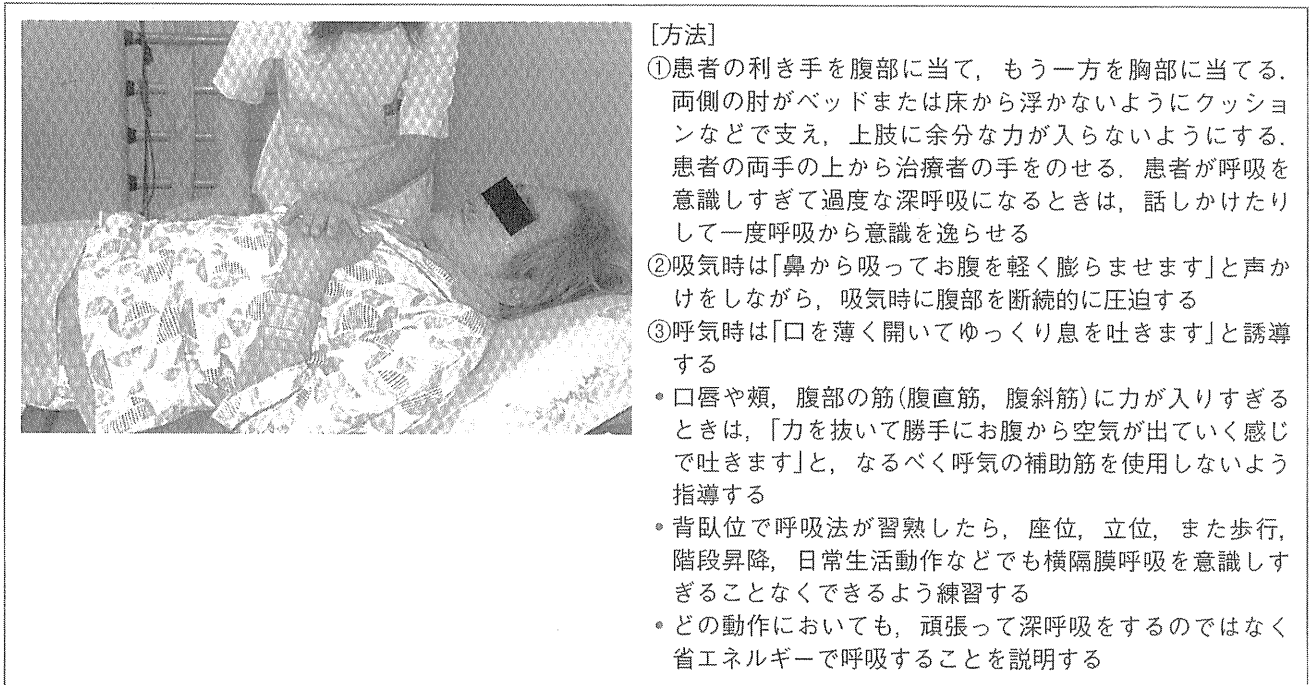 [方法]
①患者の利き手を腹部に当て，もう一方を胸部に当てる．
両側の肘がベッドまたは床から浮かないようにクッショ
ンなどで支え，上肢に余分な力が入らないようにする．
患者の両手の上から治療者の手をのせる．患者が呼吸を
意識しすぎて過度な深呼吸になるときは，話しかけたり
して一度呼吸から意識を逸らせる
②吸気時は「鼻から吸ってお腹を軽く膨らませます」と声か
けをしながら，吸気時に腹部を断続的に圧迫する
③呼気時は「口を薄く開いてゆっくり息を吐きます」と誘導
する
•口唇や頰，腹部の筋(腹直筋，腹斜筋)に力が入りすぎる
ときは，「力を抜いて勝手にお腹から空気が出ていく感じ
で吐きます」と，なるべく呼気の補助筋を使用しないよう
指導する
•背臥位で呼吸法が習熟したら，座位，立位，また歩行，
階段昇降，日常生活動作などでも横隔膜呼吸を意識しす
ぎることなくできるよう練習する
•どの動作においても，頑張って深呼吸をするのではなく
省エネルギーで呼吸することを説明する